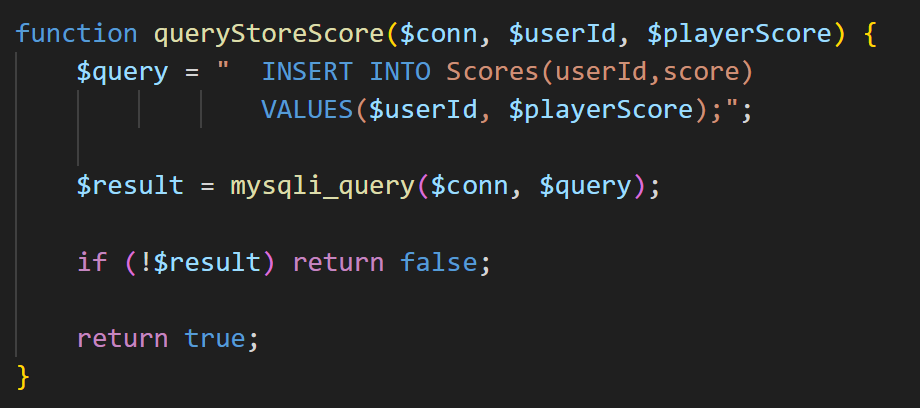 function queryStoreScore($conn, $userId, $playerScore) {
    $query = "  INSERT INTO Scores(userId,score)
                VALUES($userId, $playerScore);";
    $result = mysqli_query($conn, $query);
    if (!$result) return false;
    return true;
}